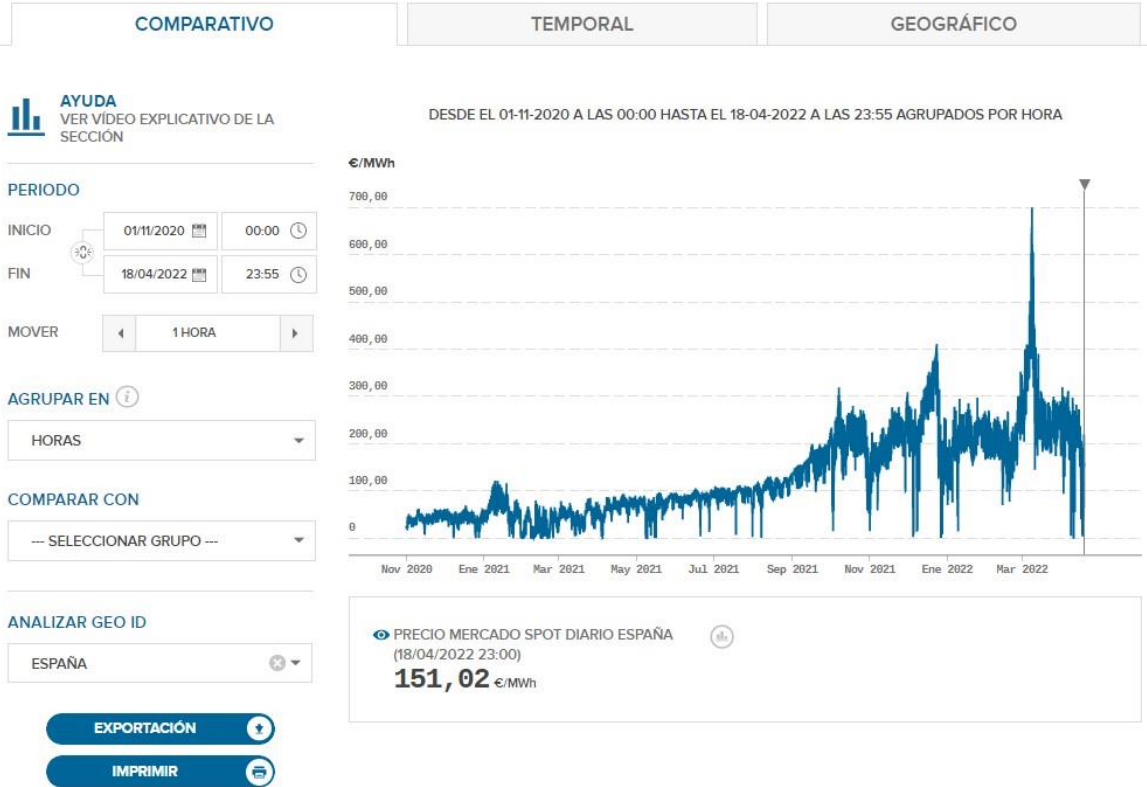 COMPARATIVO
TEMPORAL
GEOGRÁFICO
AYUDA
VER VÍDEO EXPLICATIVO DE LA
SECCIÓN
PERIODO
INICIO
01/11/2020
00:00
FIN
18/04/2022
23:55
MOVER
1 HORA
AGRUPAR EN
HORAS
COMPARAR CON
--- SELECCIONAR GRUPO ---
ANALIZAR GEO ID
ESPAÑA
EXPORTACIÓN
IMPRIMIR
DESDE EL 01-11-2020 A LAS 00:00 HASTA EL 18-04-2022 A LAS 23:55 AGRUPADOS POR HORA
€/MWh
700,00
600,00
500,00
400,00
300,00
200,00
100,00
0
Nov 2020 Ene 2021 Mar 2021 May 2021 Jul 2021 Sep 2021 Nov 2021 Ene 2022 Mar 2022
PRECIO MERCADO SPOT DIARIO ESPAÑA
(18/04/2022 23:00)
151,02 €/MWh